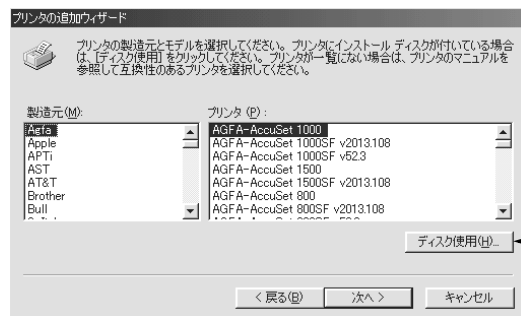 プリンタの追加ウィザード
プリンタの製造元とモデルを選択してください。プリンタにインストール ディスクが付いている場合
は、[ディスク使用] をクリックしてください。プリンタが一覧にない場合は、プリンタのマニュアルを
参照して互換性のあるプリンタを選択してください。
製造元(M):
プリンタ (P) :
Agfa
Apple
APTi
AST
AT&T
Brother
Bull
AGFA-AccuSet 1000
AGFA-AccuSet 1000SF v2013.108
AGFA-AccuSet 1000SF v52.3
AGFA-AccuSet 1500
AGFA-AccuSet 1500SF v2013.108
AGFA-AccuSet 800
AGFA-AccuSet 800SF v2013.108
ディスク使用(H)...
< 戻る(B)
次へ >
キャンセル